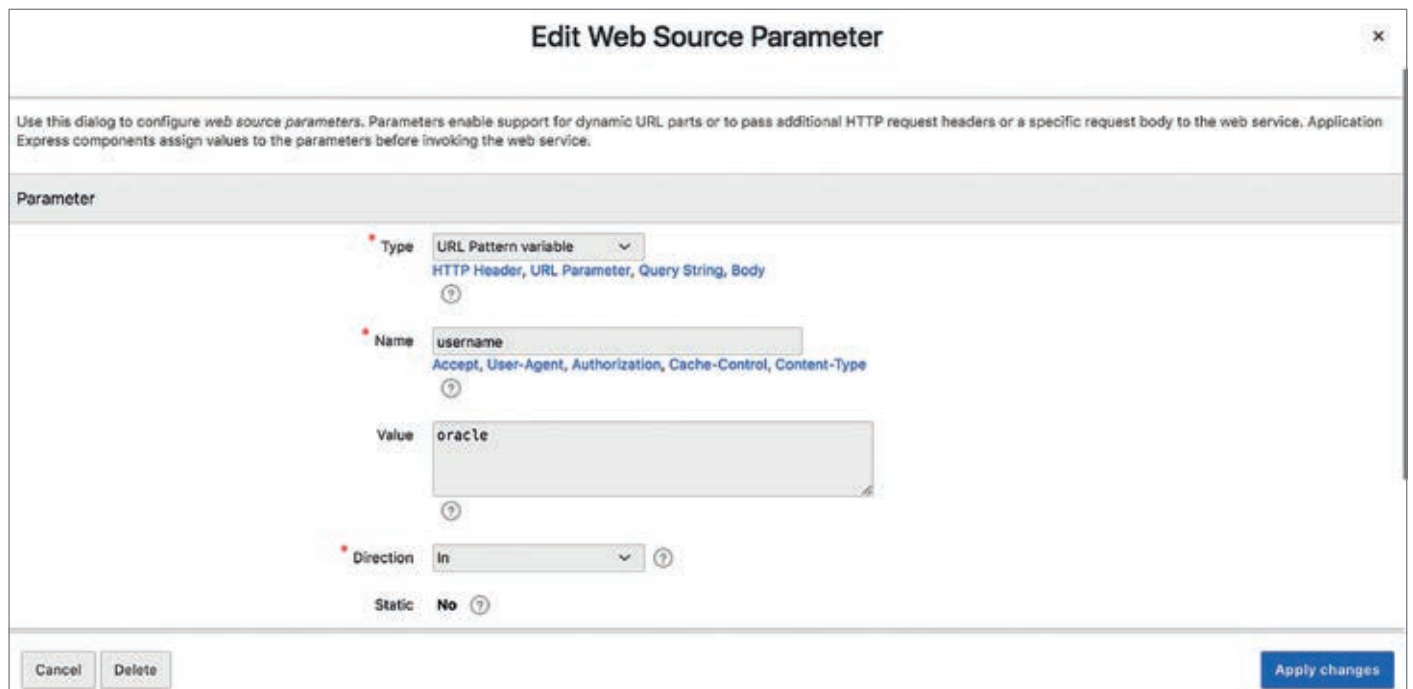 Edit Web Source Parameter
×
Use this dialog to configure web source parameters. Parameters enable support for dynamic URL parts or to pass additional HTTP request headers or a specific request body to the web service. Application
Express components assign values to the parameters before invoking the web service.
Parameter
* Type URL Pattern variable
HTTP Header, URL Parameter, Query String, Body
?
* Name username
Accept, User-Agent, Authorization, Cache-Control, Content-Type
?
Value oracle
?
* Direction In ?
Static No ?
Cancel Delete Apply changes